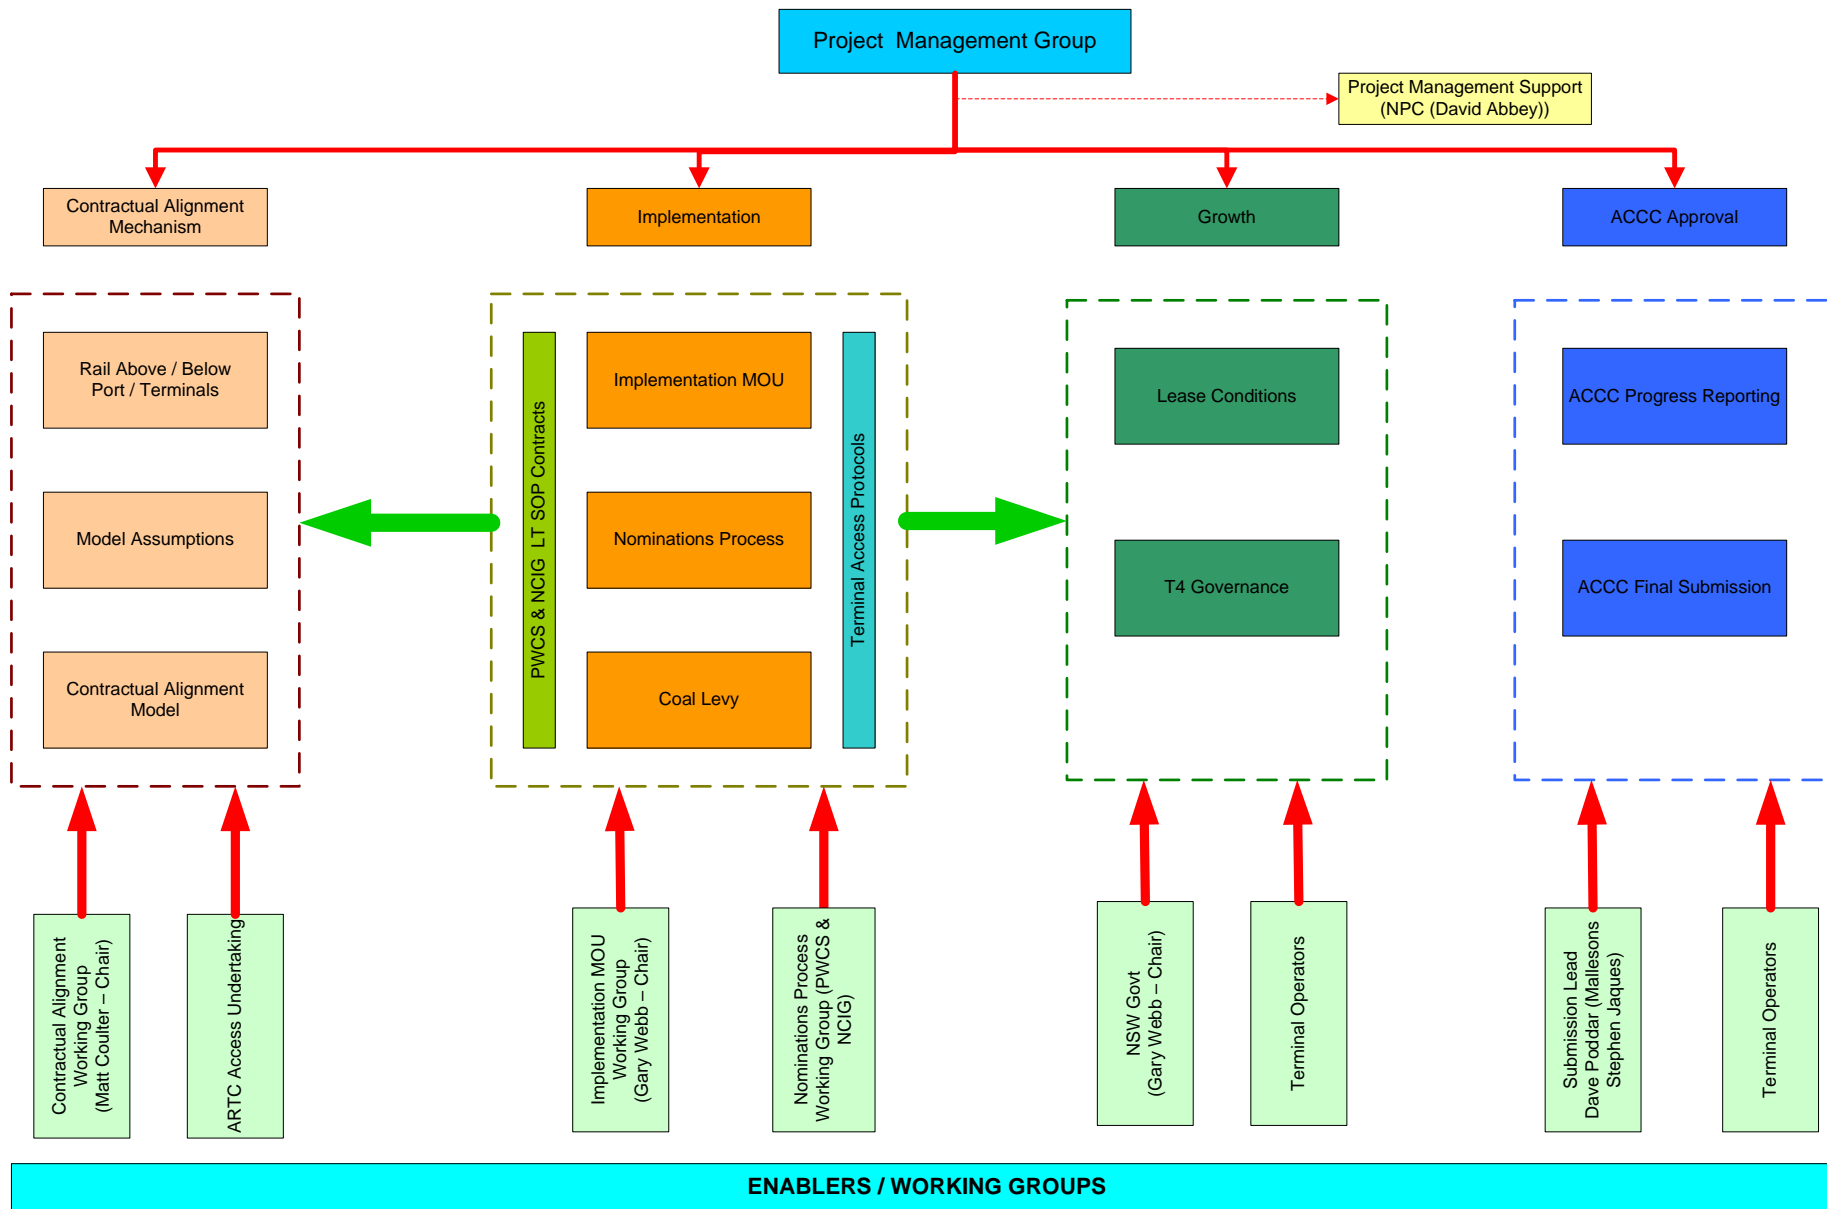 Project Management Group
Project Management Support
(NPC (David Abbey))
Contractual Alignment
Mechanism
Implementation
Growth
ACCC Approval
Rail Above / Below
Port / Terminals
Model Assumptions
Contractual Alignment
Model
PWCS & NCIG LT SOP Contracts
Implementation MOU
Nominations Process
Coal Levy
Terminal Access Protocols
Lease Conditions
T4 Governance
ACCC Progress Reporting
ACCC Final Submission
Contractual Alignment
Working Group
(Matt Coulter – Chair)
ARTC Access Undertaking
Implementation MOU
Working Group
(Gary Webb – Chair)
Nominations Process
Working Group (PWCS &
NCIG)
NSW Govt
(Gary Webb – Chair)
Terminal Operators
Submission Lead
Dave Poddar (Mallesons
Stephen Jaques)
Terminal Operators
ENABLERS / WORKING GROUPS